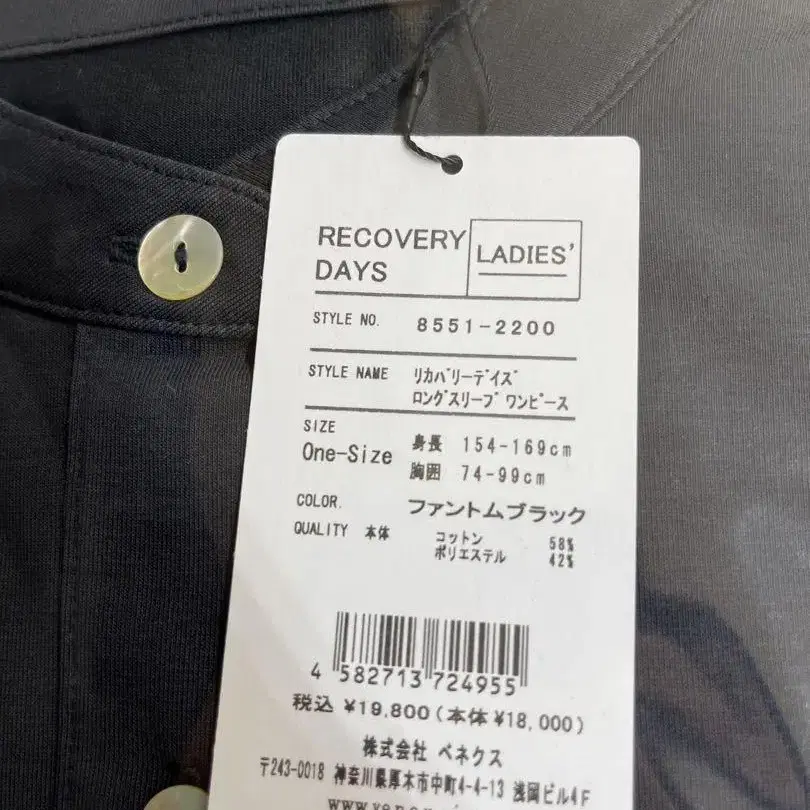 RECOVERY DAYS
LADIES'
STYLE NO. 8551-2200
STYLE NAME リカバリーデイズ
ロングスリーブワンピース
SIZE
One-Size
身長 154-169cm
胸囲 74-99cm
COLOR. ファントムブラック
QUALITY 本体 コットン 58%
ポリエステル 42%
4 582713 724955
税込 ¥19,800(本体¥18,000)
株式会社 ベネクス
〒243-0018 神奈川県厚木市中町4-4-13 浅岡ビル4F